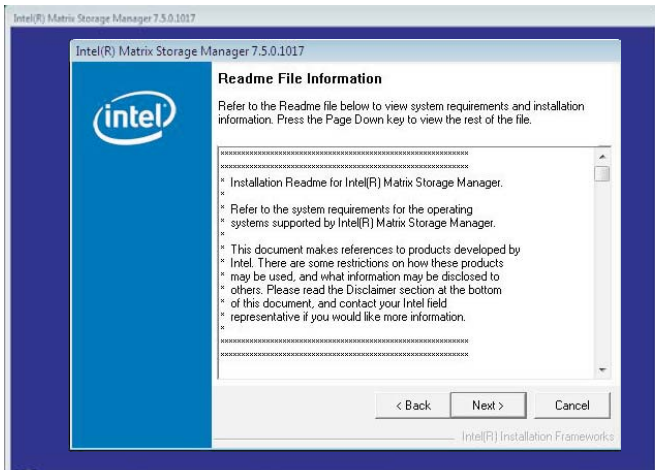 Intel(R) Matrix Storage Manager 7.5.0.1017
Intel(R) Matrix Storage Manager 7.5.0.1017
Readme File Information
intel
Refer to the Readme file below to view system requirements and installation
information. Press the Page Down key to view the rest of the file.
************************************************************
************************************************************
* Installation Readme for Intel(R) Matrix Storage Manager.
*
* Refer to the system requirements for the operating
* systems supported by Intel(R) Matrix Storage Manager.
*
* This document makes references to products developed by
* Intel. There are some restrictions on how these products
* may be used, and what information may be disclosed to
* others. Please read the Disclaimer section at the bottom
* of this document, and contact your Intel field
* representative if you would like more information.
*
************************************************************
************************************************************
< Back Next > Cancel
Intel(R) Installation Frameworks